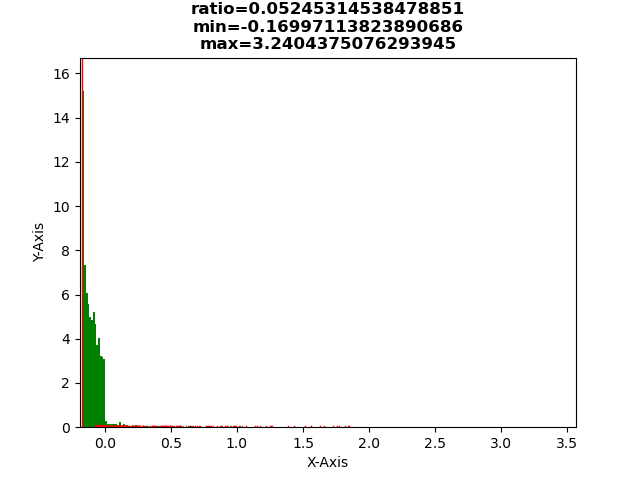 ratio=0.05245314538478851
min=-0.16997113823890686
max=3.2404375076293945
16
14
12
10
8
6
4
2
0
Y-Axis
0.0 0.5 1.0 1.5 2.0 2.5 3.0 3.5
X-Axis